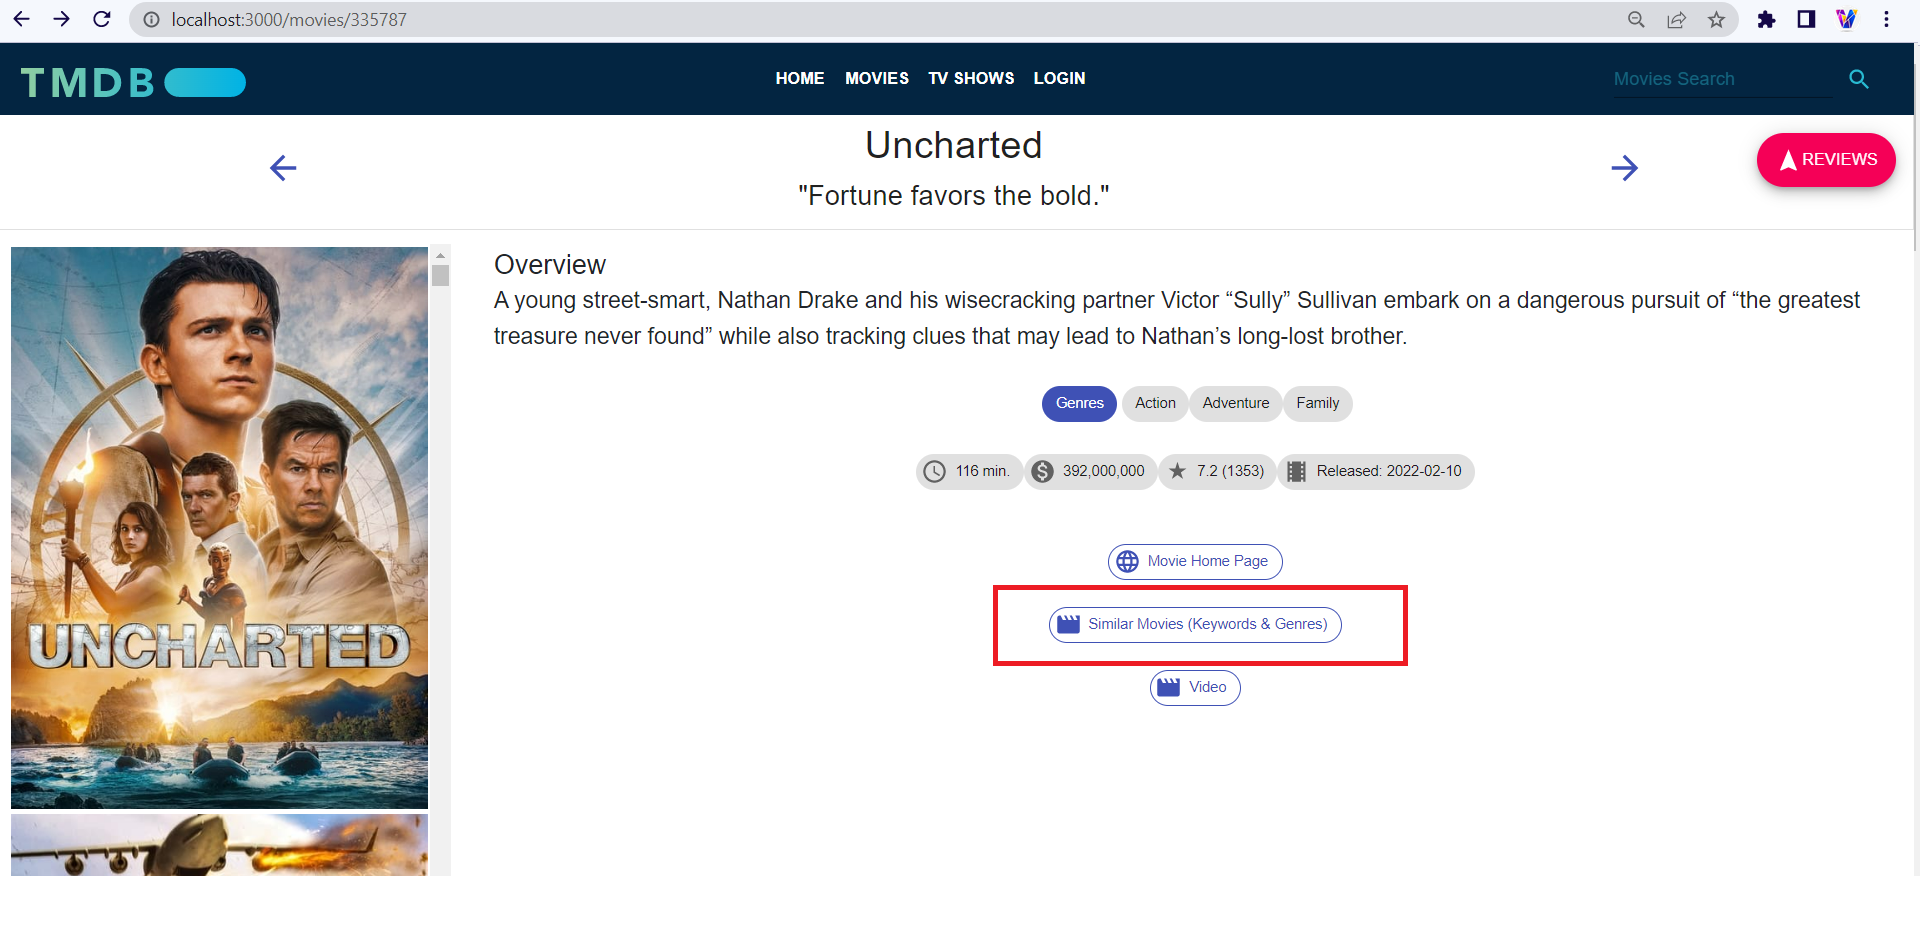 localhost:3000/movies/335787
TMDB
HOME MOVIES TV SHOWS LOGIN
Movies Search
Uncharted
"Fortune favors the bold."
REVIEWS
UNCHARTED
Overview
A young street-smart, Nathan Drake and his wisecracking partner Victor “Sully” Sullivan embark on a dangerous pursuit of “the greatest
treasure never found” while also tracking clues that may lead to Nathan’s long-lost brother.
Genres Action Adventure Family
116 min. 392,000,000 7.2 (1353) Released: 2022-02-10
Movie Home Page
Similar Movies (Keywords & Genres)
Video